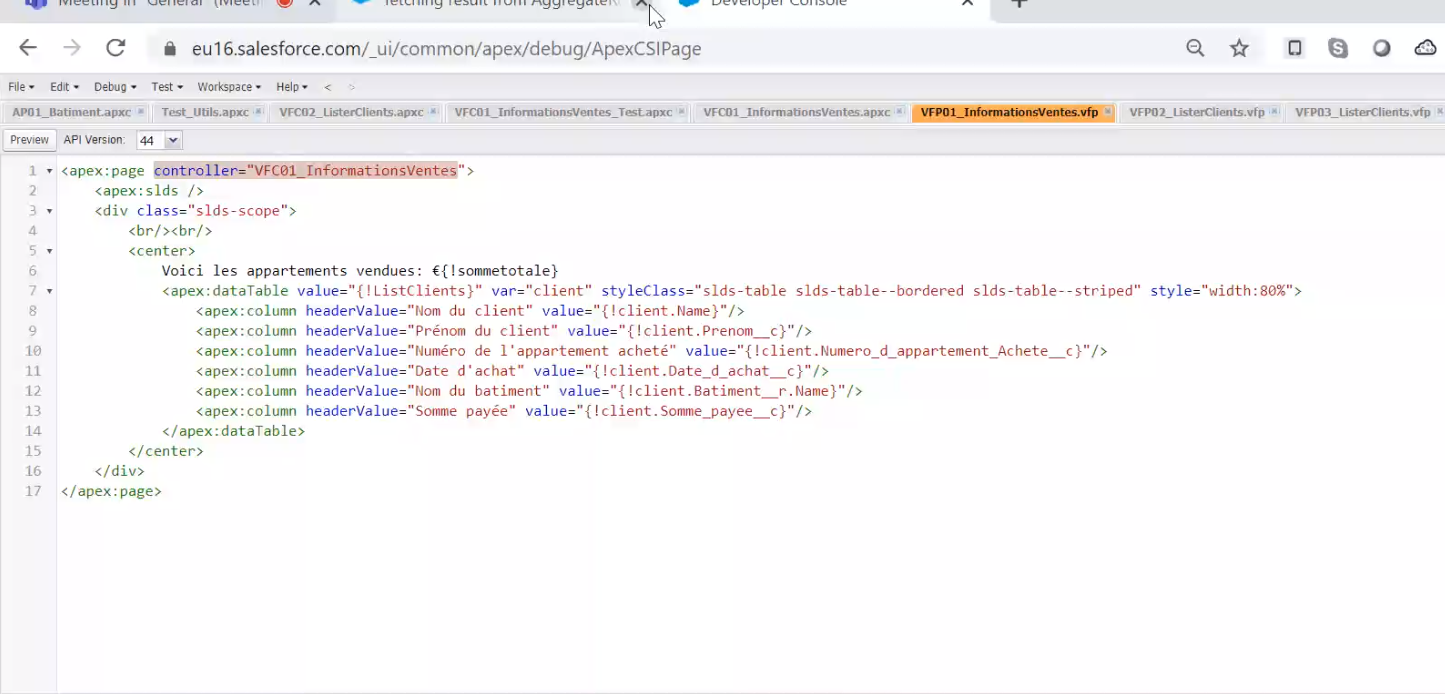 Meeting in "General" (Meeti
fetching result from Aggregate
Developer Console
eu16.salesforce.com/_ui/common/apex/debug/ApexCSIPage
File Edit Debug Test Workspace Help < >
AP01_Batiment.apxc Test_Utils.apxc VFC02_ListerClients.apxc VFC01_InformationsVentes_Test.apxc VFC01_InformationsVentes.apxc VFP01_InformationsVentes.vfp VFP02_ListerClients.vfp VFP03_ListerClients.vfp
Preview API Version: 44
1 <apex:page controller="VFC01_InformationsVentes">
2 <apex:slds />
3 <div class="slds-scope">
4 <br/><br/>
5 <center>
6 Voici les appartements vendues: €{!sommetotale}
7 <apex:dataTable value="{!ListClients}" var="client" styleClass="slds-table slds-table--bordered slds-table--striped" style="width:80%">
8 <apex:column headerValue="Nom du client" value="{!client.Name}"/>
9 <apex:column headerValue="Prénom du client" value="{!client.Prenom__c}"/>
10 <apex:column headerValue="Numéro de l'appartement acheté" value="{!client.Numero_d_appartement_Achete__c}"/>
11 <apex:column headerValue="Date d'achat" value="{!client.Date_d_achat__c}"/>
12 <apex:column headerValue="Nom du batiment" value="{!client.Batiment__r.Name}"/>
13 <apex:column headerValue="Somme payée" value="{!client.Somme_payee__c}"/>
14 </apex:dataTable>
15 </center>
16 </div>
17 </apex:page>